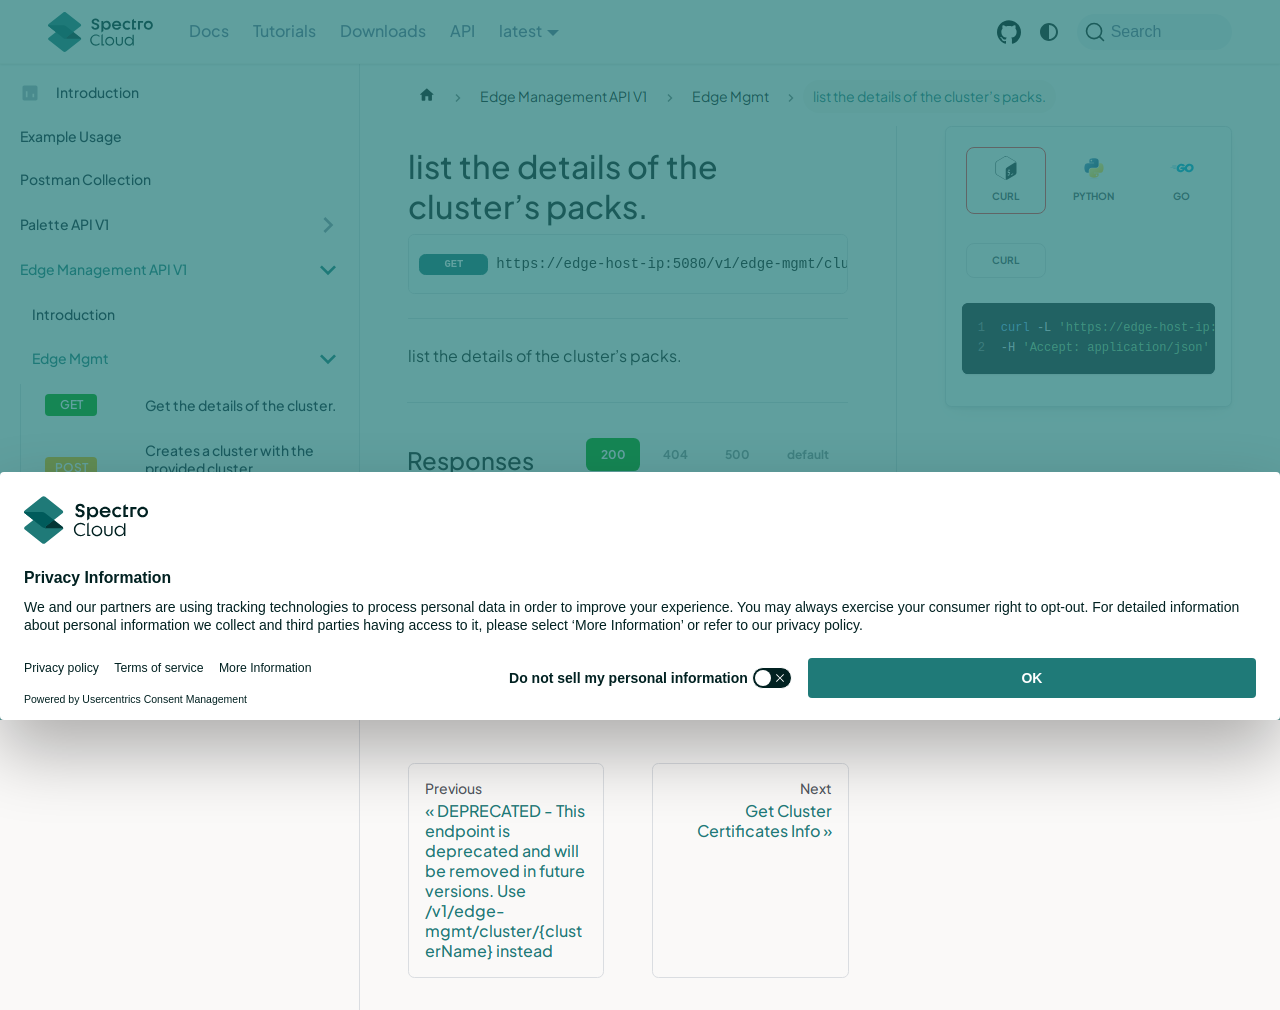 Spectro Cloud
Docs
Tutorials
Downloads
API
latest
Search
Introduction
Example Usage
Postman Collection
Palette API V1
Edge Management API V1
Introduction
Edge Mgmt
GET Get the details of the cluster.
POST Creates a cluster with the
provided cluster
Edge Management API V1
Edge Mgmt
list the details of the cluster’s packs.
list the details of the
cluster’s packs.
GET https://edge-host-ip:5080/v1/edge-mgmt/clu
list the details of the cluster’s packs.
Responses
200
404
500
default
CURL
PYTHON
GO
CURL
1 curl -L 'https://edge-host-ip:
2 -H 'Accept: application/json'
Spectro
Cloud
Privacy Information
We and our partners are using tracking technologies to process personal data in order to improve your experience. You may always exercise your consumer right to opt-out. For detailed information
about personal information we collect and third parties having access to it, please select ‘More Information’ or refer to our privacy policy.
Privacy policy
Terms of service
More Information
Do not sell my personal information
OK
Powered by Usercentrics Consent Management
Previous
« DEPRECATED - This
endpoint is
deprecated and will
be removed in future
versions. Use
/v1/edge-
mgmt/cluster/{clust
erName} instead
Next
Get Cluster
Certificates Info »